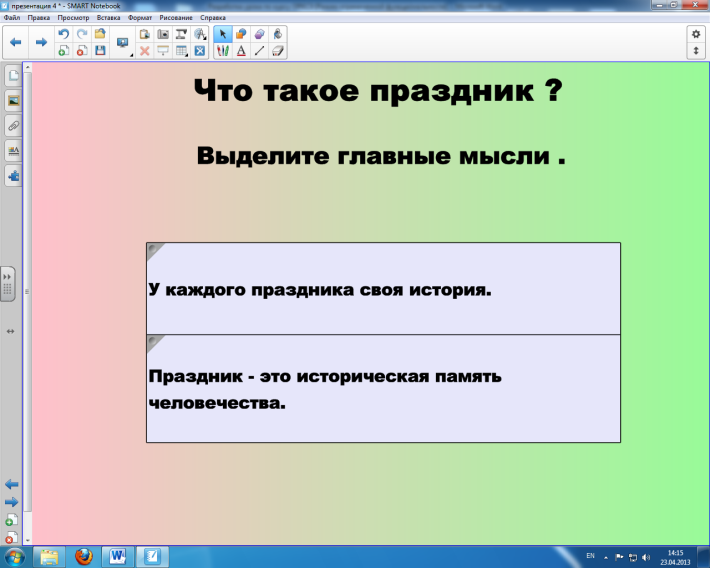 презентация 4 * - SMART Notebook
Файл Правка Просмотр Вставка Формат Рисование Справка
Что такое праздник ?
Выделите главные мысли .
У каждого праздника своя история.
Праздник - это историческая память
человечества.
EN
14:15
23.04.2013